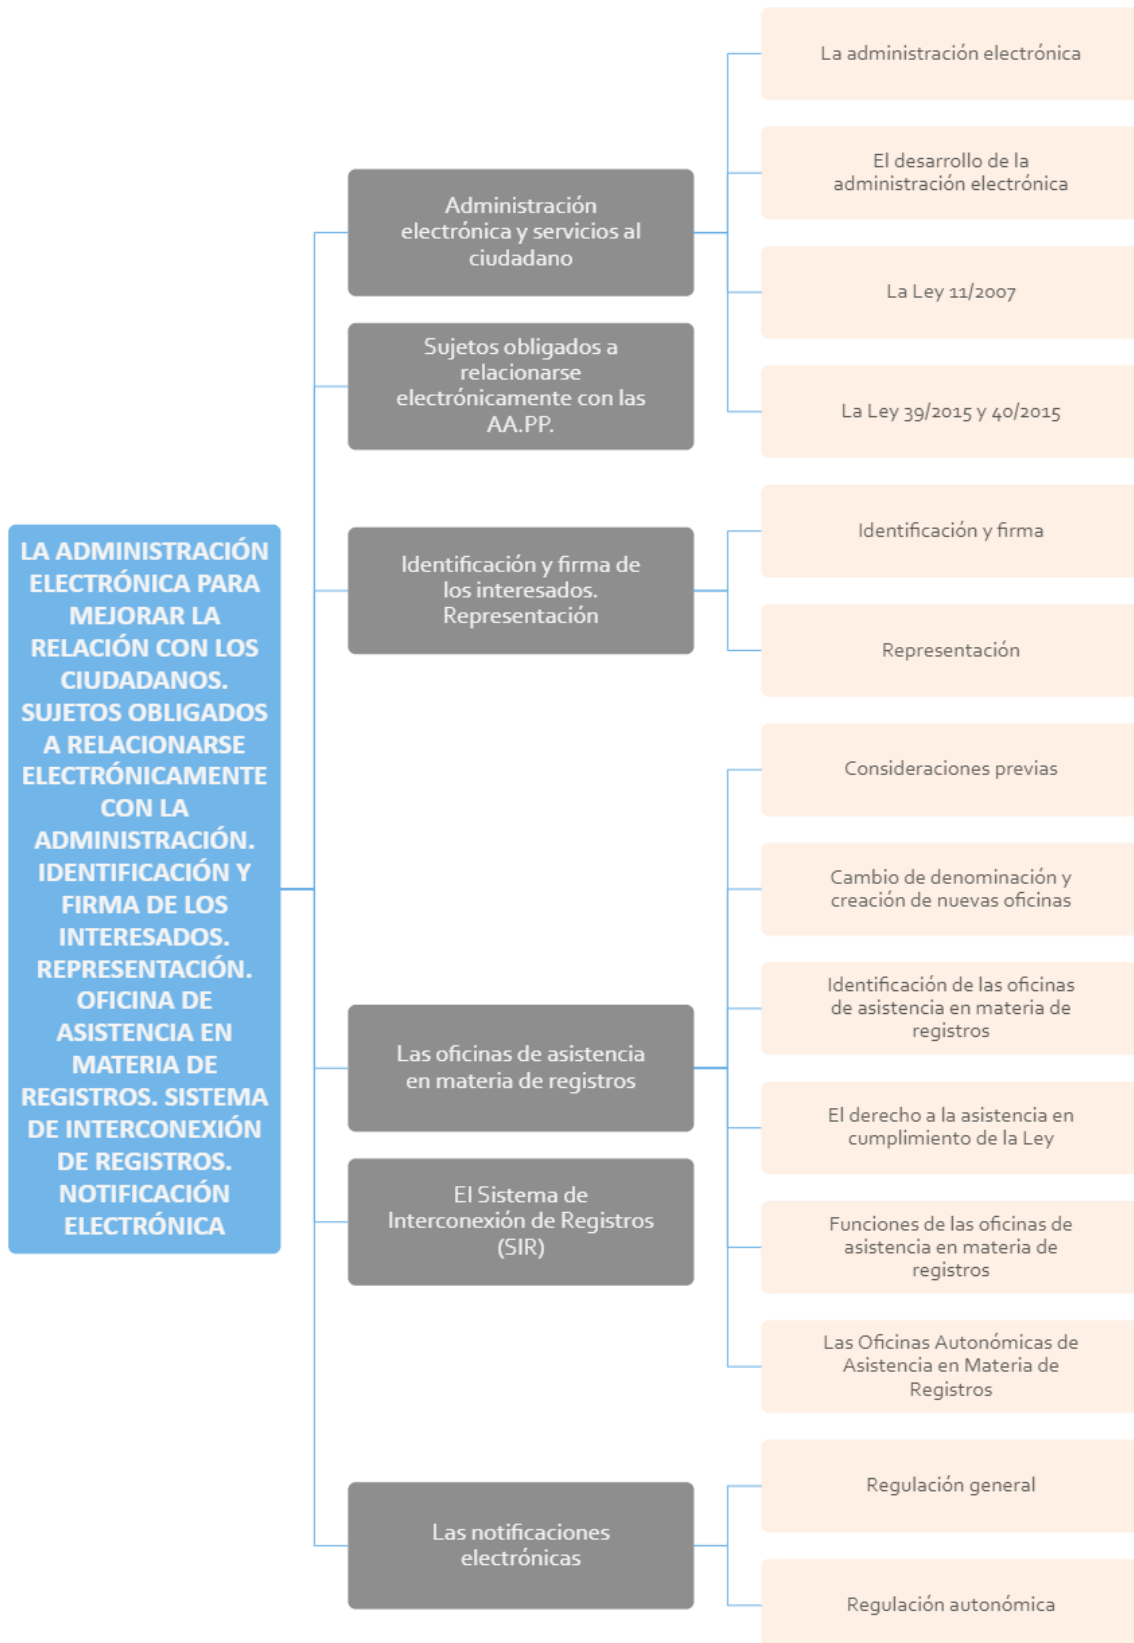 LA ADMINISTRACIÓN
ELECTRÓNICA PARA
MEJORAR LA
RELACIÓN CON LOS
CIUDADANOS.
SUJETOS OBLIGADOS
A RELACIONARSE
ELECTRÓNICAMENTE
CON LA
ADMINISTRACIÓN.
IDENTIFICACIÓN Y
FIRMA DE LOS
INTERESADOS.
REPRESENTACIÓN.
OFICINA DE
ASISTENCIA EN
MATERIA DE
REGISTROS. SISTEMA
DE INTERCONEXIÓN
DE REGISTROS.
NOTIFICACIÓN
ELECTRÓNICA
Administración
electrónica y servicios al
ciudadano
La administración electrónica
El desarrollo de la
administración electrónica
La Ley 11/2007
La Ley 39/2015 y 40/2015
Sujetos obligados a
relacionarse
electrónicamente con las
AA.PP.
Identificación y firma de
los interesados.
Representación
Identificación y firma
Representación
Las oficinas de asistencia
en materia de registros
Consideraciones previas
Cambio de denominación y
creación de nuevas oficinas
Identificación de las oficinas
de asistencia en materia de
registros
El derecho a la asistencia en
cumplimiento de la Ley
Funciones de las oficinas de
asistencia en materia de
registros
Las Oficinas Autonómicas de
Asistencia en Materia de
Registros
El Sistema de
Interconexión de Registros
(SIR)
Las notificaciones
electrónicas
Regulación general
Regulación autonómica